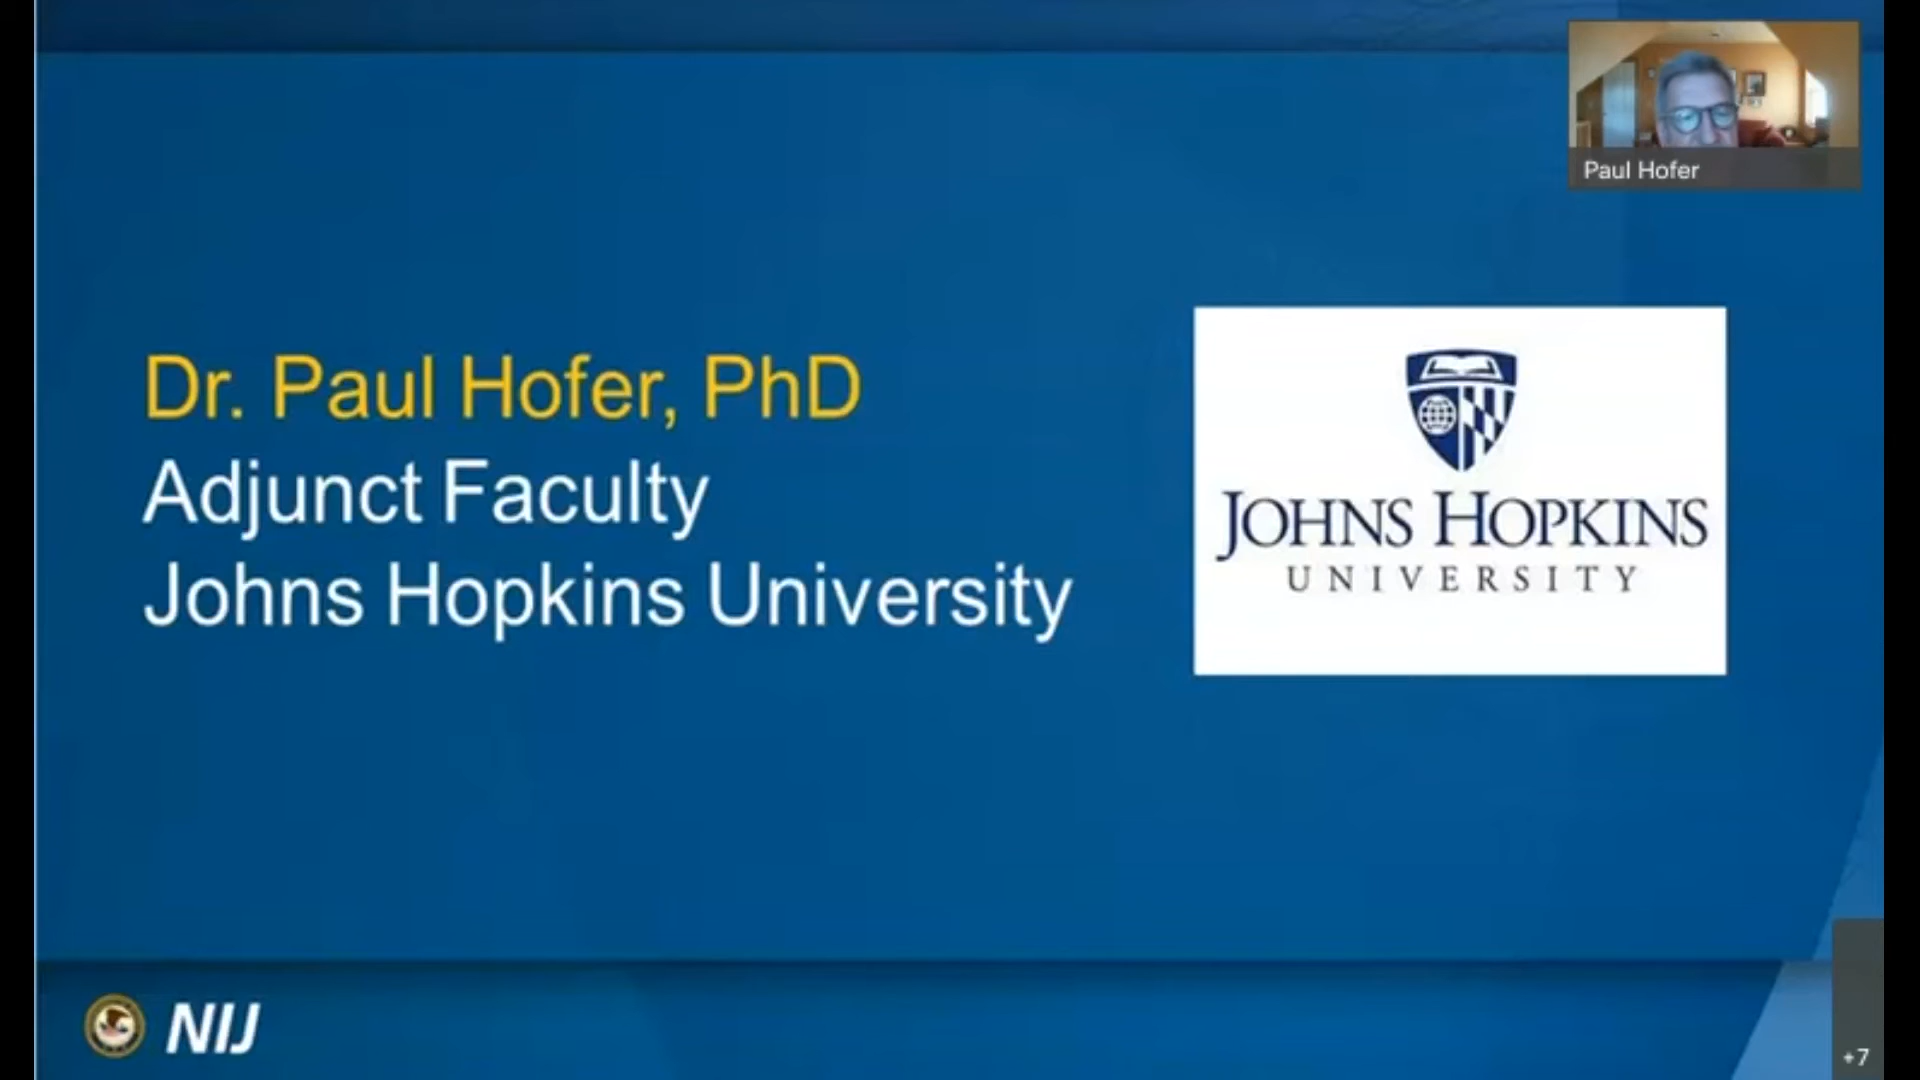 Paul Hofer
Dr. Paul Hofer, PhD
Adjunct Faculty
Johns Hopkins University
JOHNS HOPKINS
UNIVERSITY
NIJ
+7